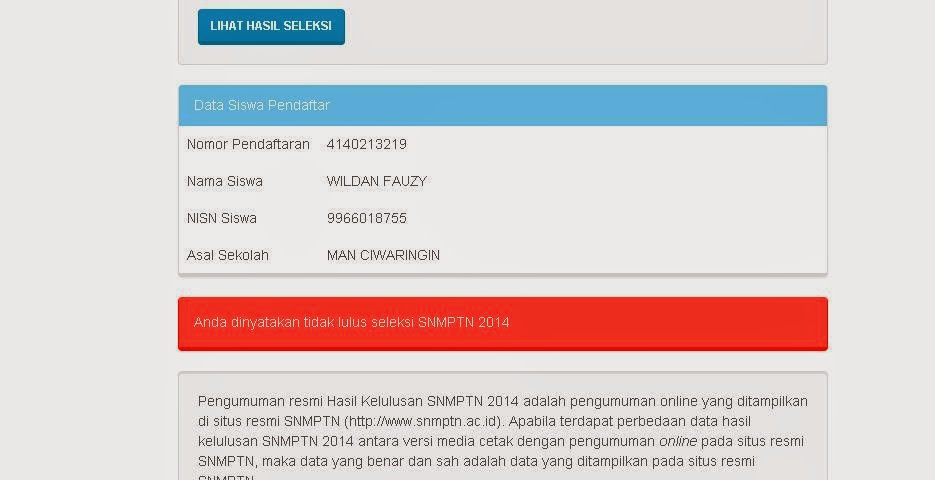 LIHAT HASIL SELEKSI
Data Siswa Pendaftar
Nomor Pendaftaran 4140213219
Nama Siswa WILDAN FAUZY
NISN Siswa 9966018755
Asal Sekolah MAN CIWARINGIN
Anda dinyatakan tidak lulus seleksi SNMPTN 2014
Pengumuman resmi Hasil Kelulusan SNMPTN 2014 adalah pengumuman online yang ditampilkan
di situs resmi SNMPTN (http://www.snmptn.ac.id). Apabila terdapat perbedaan data hasil
kelulusan SNMPTN 2014 antara versi media cetak dengan pengumuman online pada situs resmi
SNMPTN, maka data yang benar dan sah adalah data yang ditampilkan pada situs resmi
SNMPTN